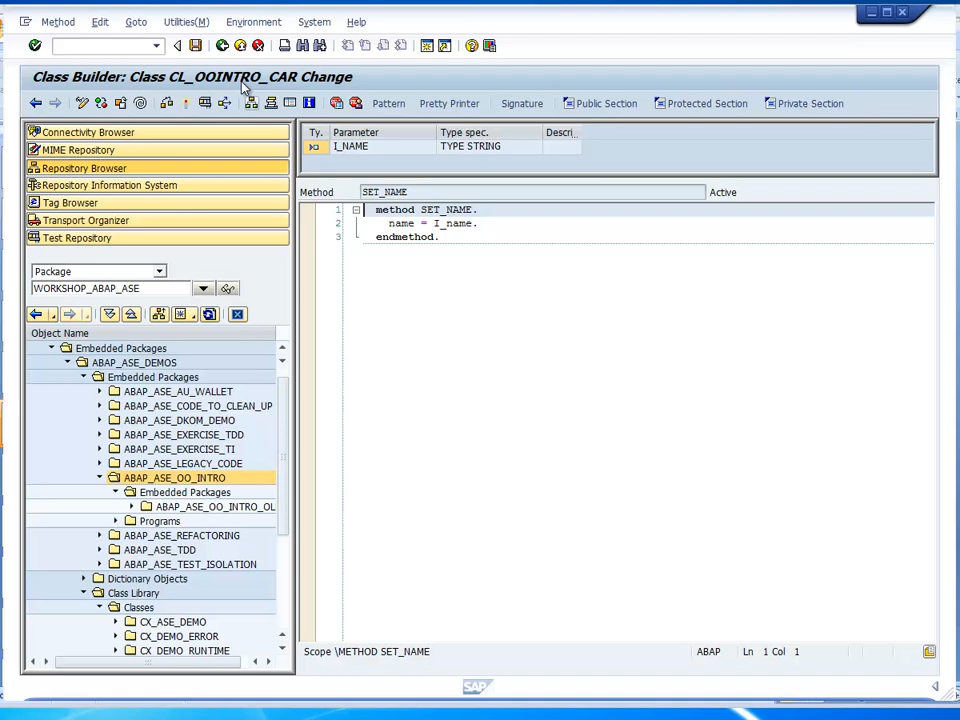 Method Edit Goto Utilities(M) Environment System Help
Class Builder: Class CL_OOINTRO_CAR Change
Pattern Pretty Printer Signature Public Section Protected Section Private Section
Connectivity Browser
MIME Repository
Repository Browser
Repository Information System
Tag Browser
Transport Organizer
Test Repository
Package
WORKSHOP_ABAP_ASE
Object Name
Embedded Packages
ABAP_ASE_DEMOS
Embedded Packages
ABAP_ASE_AU_WALLET
ABAP_ASE_CODE_TO_CLEAN_UP
ABAP_ASE_DKOM_DEMO
ABAP_ASE_EXERCISE_TDD
ABAP_ASE_EXERCISE_TI
ABAP_ASE_LEGACY_CODE
ABAP_ASE_OO_INTRO
Embedded Packages
ABAP_ASE_OO_INTRO_OL
Programs
ABAP_ASE_REFACTORING
ABAP_ASE_TDD
ABAP_ASE_TEST_ISOLATION
Dictionary Objects
Class Library
Classes
CX_ASE_DEMO
CX_DEMO_ERROR
CX_DEMO_RUNTIME
Ty. Parameter Type spec. Descri..
I_NAME TYPE STRING
Method SET_NAME Active
1 method SET_NAME.
2 name = I_name.
3 endmethod.
Scope \METHOD SET_NAME ABAP Ln 1 Col 1
SAP